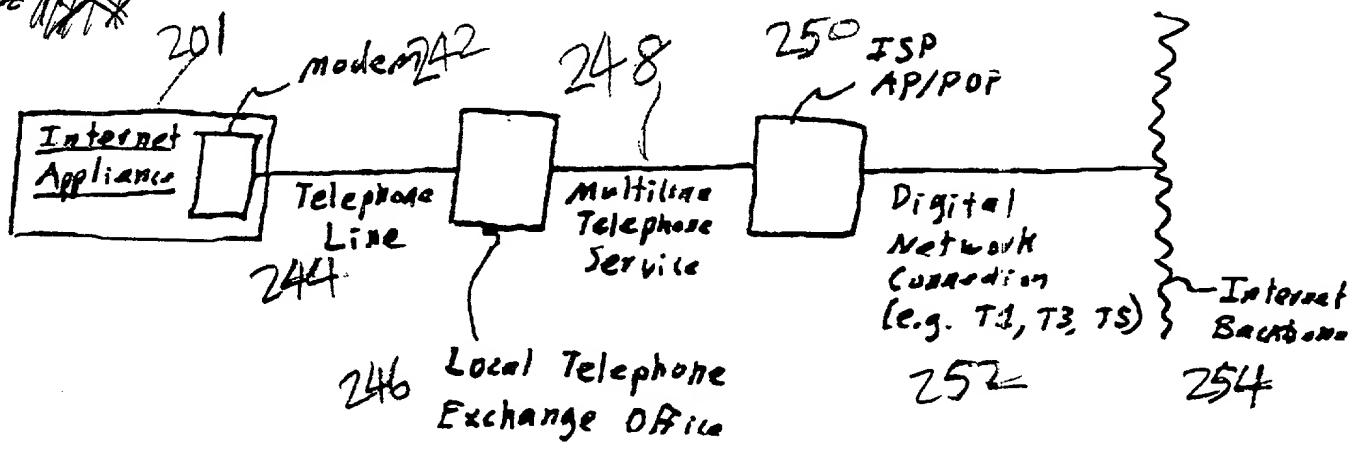 201
modem 242
248
250
ISP
AP/POP
Internet
Appliance
Telephone
Line
244
Multiline
Telephone
Service
Digital
Network
Connection
(e.g. T1, T3, T5)
Internet
Backbone
246
Local Telephone
Exchange Office
252
254